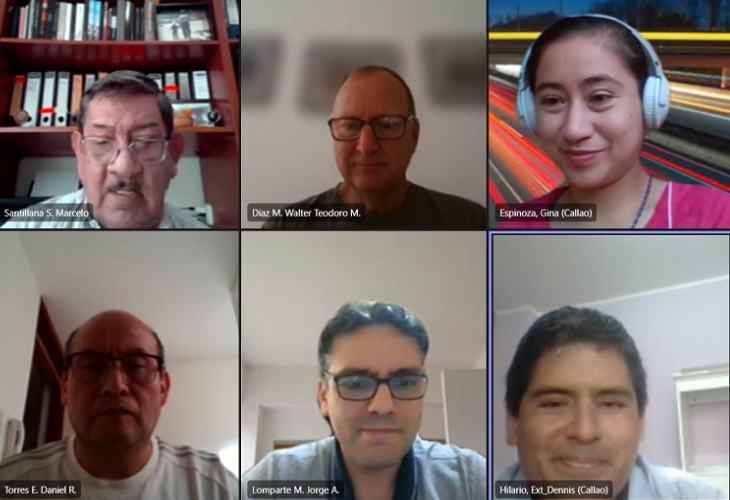 Santillana S. Marcelo
Diaz M. Walter Teodoro M.
Espinoza, Gina (Callao)
Torres E. Daniel R.
Lomparte M. Jorge A.
Hilario, Ext_Dennis (Callao)